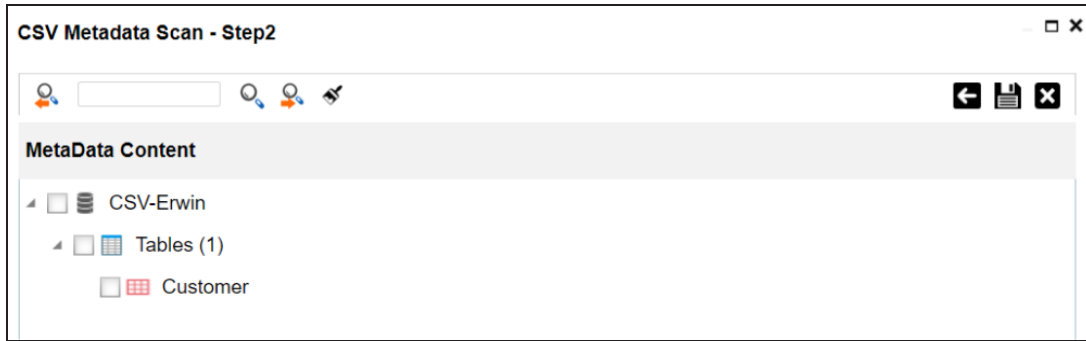 CSV Metadata Scan - Step2
MetaData Content
CSV-Erwin
Tables (1)
Customer